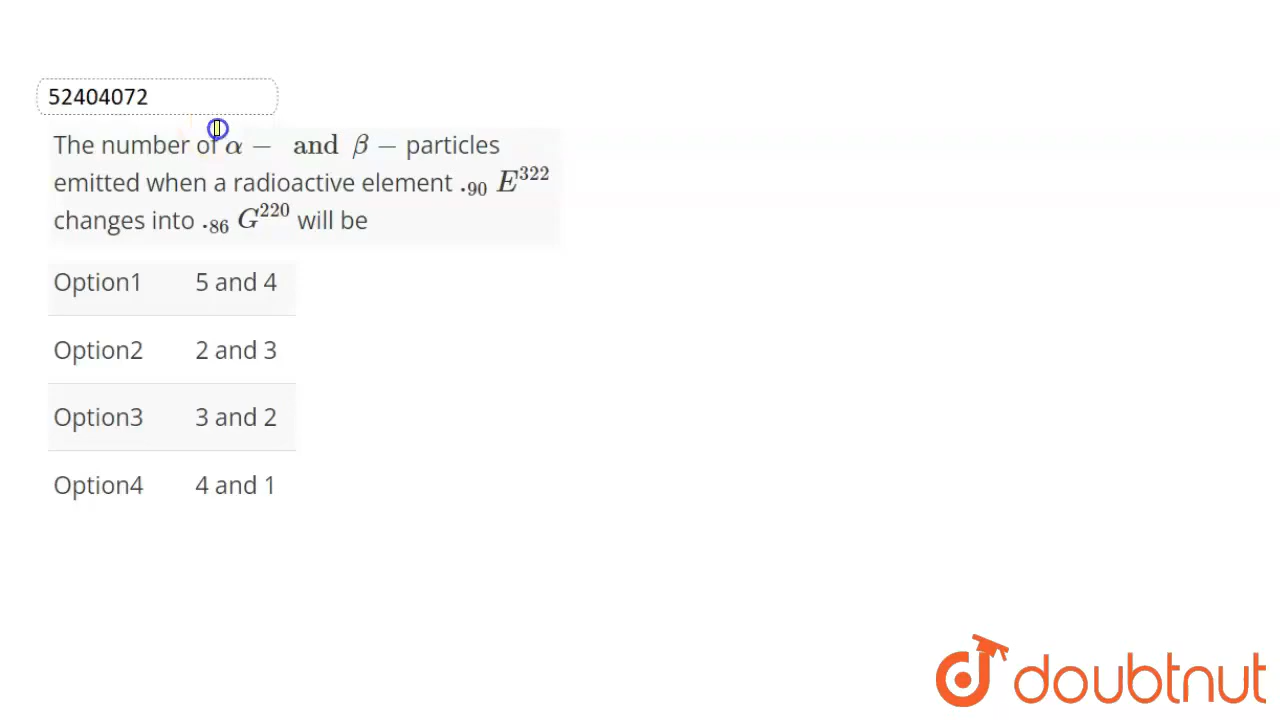 52404072
The number of α − and β − particles
emitted when a radioactive element .₉₀ E³²²
changes into .₈₆ G²²⁰ will be
Option1 5 and 4
Option2 2 and 3
Option3 3 and 2
Option4 4 and 1
doubtnut